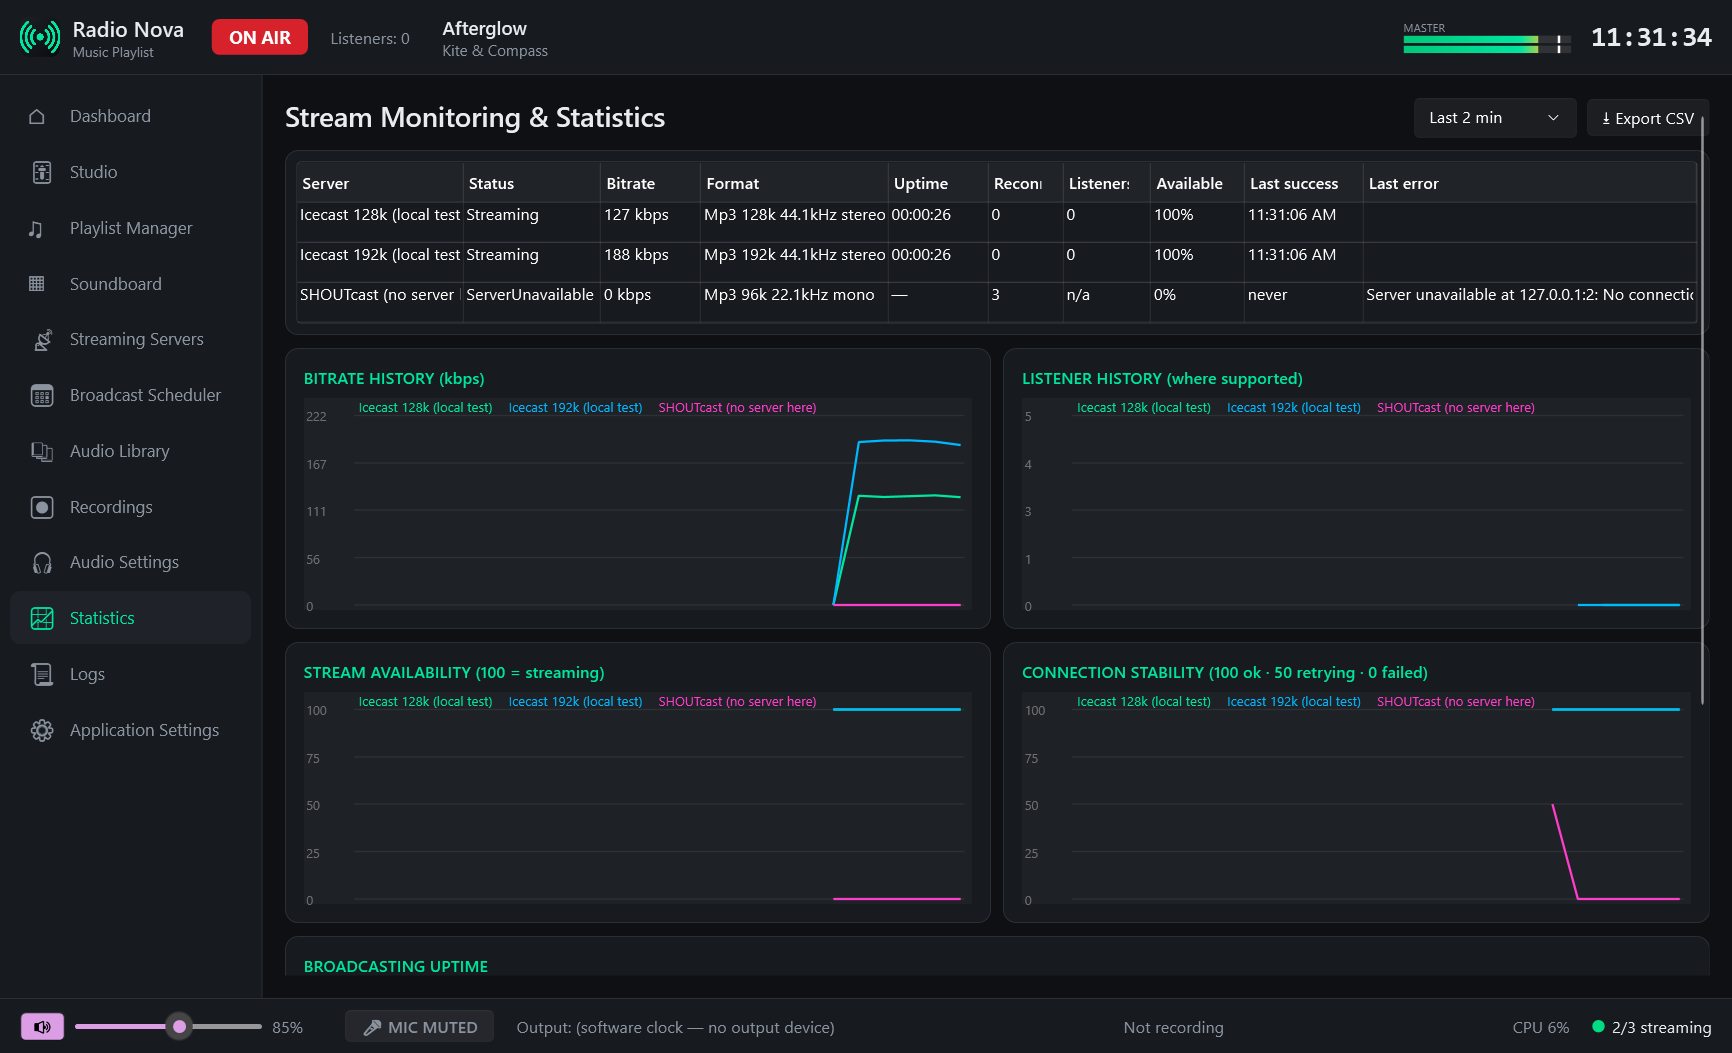 Radio Nova
Music Playlist
ON AIR
Listeners: 0
Afterglow
Kite & Compass
MASTER
11:31:34
Dashboard
Studio
Playlist Manager
Soundboard
Streaming Servers
Broadcast Scheduler
Audio Library
Recordings
Audio Settings
Statistics
Logs
Application Settings
Stream Monitoring & Statistics
Last 2 min
Export CSV
Server Status Bitrate Format Uptime Recon Listeners Available Last success Last error
Icecast 128k (local test Streaming 127 kbps Mp3 128k 44.1kHz stereo 00:00:26 0 0 100% 11:31:06 AM
Icecast 192k (local test Streaming 188 kbps Mp3 192k 44.1kHz stereo 00:00:26 0 0 100% 11:31:06 AM
SHOUTcast (no server ServerUnavailable 0 kbps Mp3 96k 22.1kHz mono — 3 n/a 0% never Server unavailable at 127.0.0.1:2: No connectic
BITRATE HISTORY (kbps)
Icecast 128k (local test) Icecast 192k (local test) SHOUTcast (no server here)
222
167
111
56
0
LISTENER HISTORY (where supported)
Icecast 128k (local test) Icecast 192k (local test) SHOUTcast (no server here)
5
4
3
1
0
STREAM AVAILABILITY (100 = streaming)
Icecast 128k (local test) Icecast 192k (local test) SHOUTcast (no server here)
100
75
50
25
0
CONNECTION STABILITY (100 ok · 50 retrying · 0 failed)
Icecast 128k (local test) Icecast 192k (local test) SHOUTcast (no server here)
100
75
50
25
0
BROADCASTING UPTIME
85%
MIC MUTED
Output: (software clock — no output device)
Not recording
CPU 6%
2/3 streaming